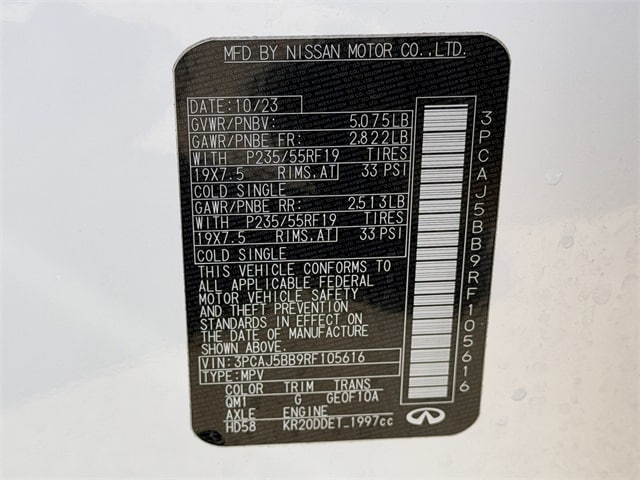 MFD BY NISSAN MOTOR CO.,LTD.
DATE:10/23
GVWR/PNBV: 5,075LB
GAWR/PNBE FR: 2,822LB
WITH P235/55RF19 TIRES
19X7.5 RIMS,AT 33 PSI
COLD SINGLE
GAWR/PNBE RR: 2,513LB
WITH P235/55RF19 TIRES
19X7.5 RIMS,AT 33 PSI
COLD SINGLE
THIS VEHICLE CONFORMS TO
ALL APPLICABLE FEDERAL
MOTOR VEHICLE SAFETY
AND THEFT PREVENTION
STANDARDS IN EFFECT ON
THE DATE OF MANUFACTURE
SHOWN ABOVE.
VIN:3PCAJ5BB9RF105616
TYPE:MPV
COLOR TRIM TRANS
QM1 G GE0F10A
AXLE ENGINE
HD58 KR20DDET_1997cc
3PCAJ5BB9RF105616